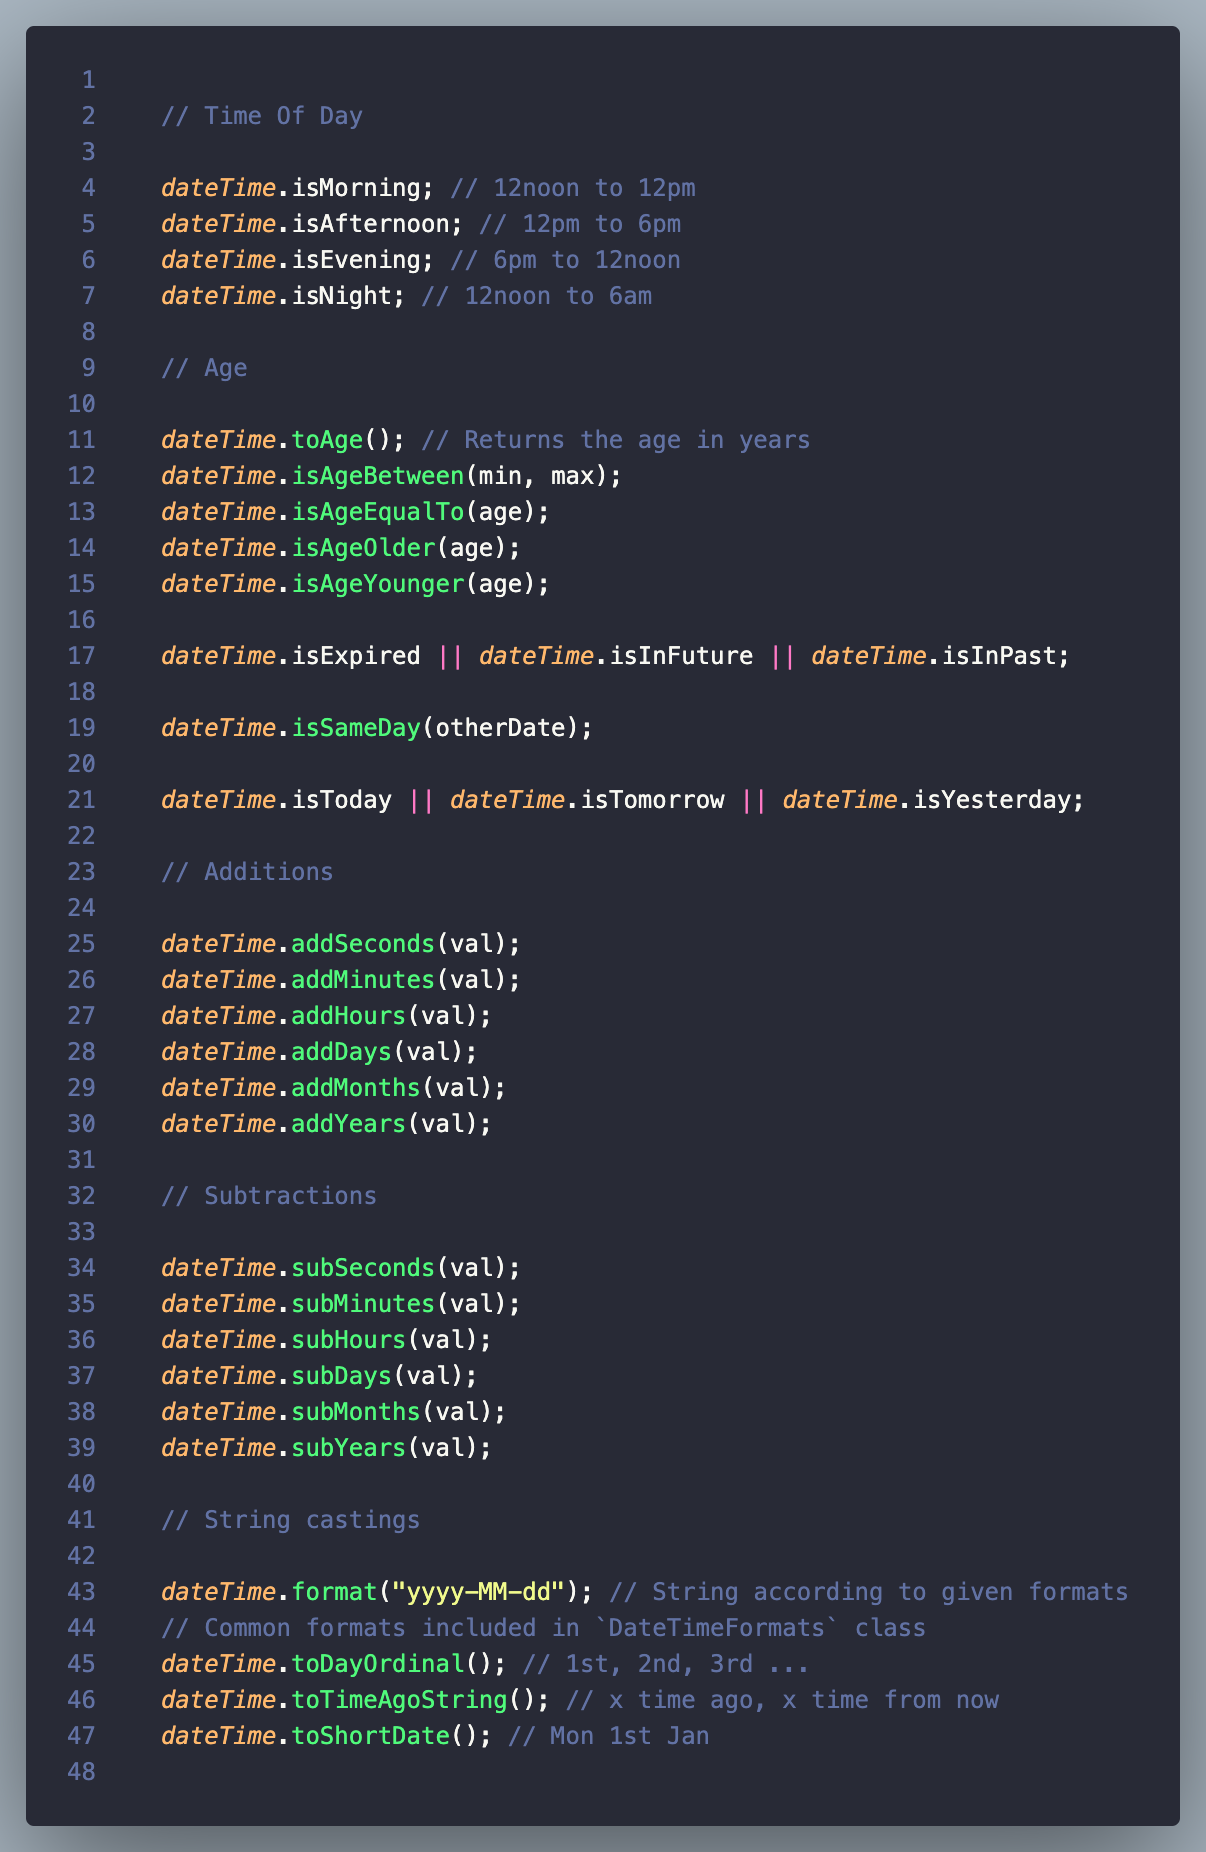 1
2 // Time Of Day
3
4 dateTime.isMorning; // 12noon to 12pm
5 dateTime.isAfternoon; // 12pm to 6pm
6 dateTime.isEvening; // 6pm to 12noon
7 dateTime.isNight; // 12noon to 6am
8
9 // Age
10
11 dateTime.toAge(); // Returns the age in years
12 dateTime.isAgeBetween(min, max);
13 dateTime.isAgeEqualTo(age);
14 dateTime.isAgeOlder(age);
15 dateTime.isAgeYounger(age);
16
17 dateTime.isExpired || dateTime.isInFuture || dateTime.isInPast;
18
19 dateTime.isSameDay(otherDate);
20
21 dateTime.isToday || dateTime.isTomorrow || dateTime.isYesterday;
22
23 // Additions
24
25 dateTime.addSeconds(val);
26 dateTime.addMinutes(val);
27 dateTime.addHours(val);
28 dateTime.addDays(val);
29 dateTime.addMonths(val);
30 dateTime.addYears(val);
31
32 // Subtractions
33
34 dateTime.subSeconds(val);
35 dateTime.subMinutes(val);
36 dateTime.subHours(val);
37 dateTime.subDays(val);
38 dateTime.subMonths(val);
39 dateTime.subYears(val);
40
41 // String castings
42
43 dateTime.format("yyyy-MM-dd"); // String according to given formats
44 // Common formats included in `DateTimeFormats` class
45 dateTime.toDayOrdinal(); // 1st, 2nd, 3rd ...
46 dateTime.toTimeAgoString(); // x time ago, x time from now
47 dateTime.toShortDate(); // Mon 1st Jan
48